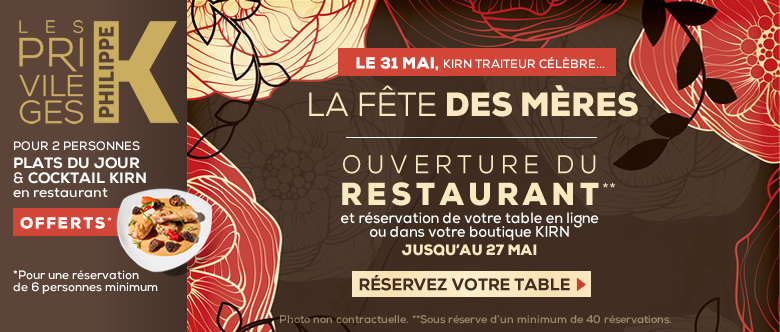 LES
PRI
VILÈ
GES
PHILIPPE
K
POUR 2 PERSONNES
PLATS DU JOUR
& COCKTAIL KIRN
en restaurant
OFFERTS*
*Pour une réservation
de 6 personnes minimum
LE 31 MAI, KIRN TRAITEUR CÉLÈBRE...
LA FÊTE DES MÈRES
OUVERTURE DU
RESTAURANT**
et réservation de votre table en ligne
ou dans votre boutique KIRN
JUSQU'AU 27 MAI
RÉSERVEZ VOTRE TABLE
Photo non contractuelle. **Sous réserve d'un minimum de 40 réservations.